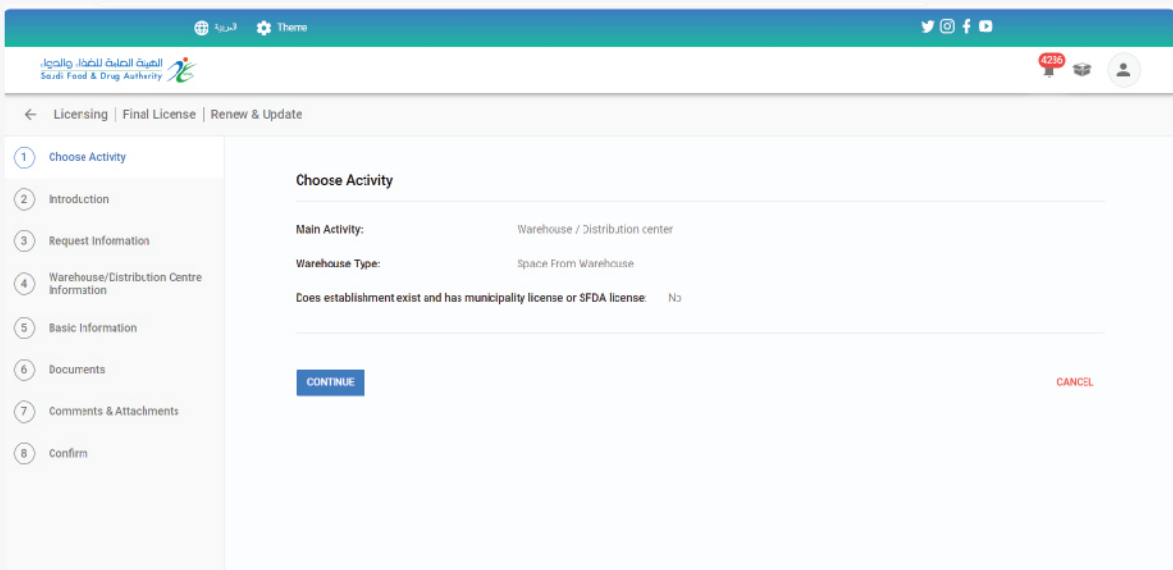 العربية Theme
الهيئة العامة للغذاء والدواء
Saudi Food & Drug Authority
4236
Licensing | Final License | Renew & Update
1 Choose Activity
2 Introduction
3 Request Information
4 Warehouse/Distribution Centre
Information
5 Basic Information
6 Documents
7 Comments & Attachments
8 Confirm
Choose Activity
Main Activity: Warehouse / Distribution center
Warehouse Type: Space From Warehouse
Does establishment exist and has municipality license or SFDA license: No
CONTINUE CANCEL